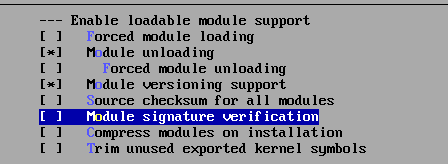 --- Enable loadable module support
[ ] Forced module loading
[*] Module unloading
[ ] Forced module unloading
[*] Module versioning support
[ ] Source checksum for all modules
[ ] Module signature verification
[ ] Compress modules on installation
[ ] Trim unused exported kernel symbols